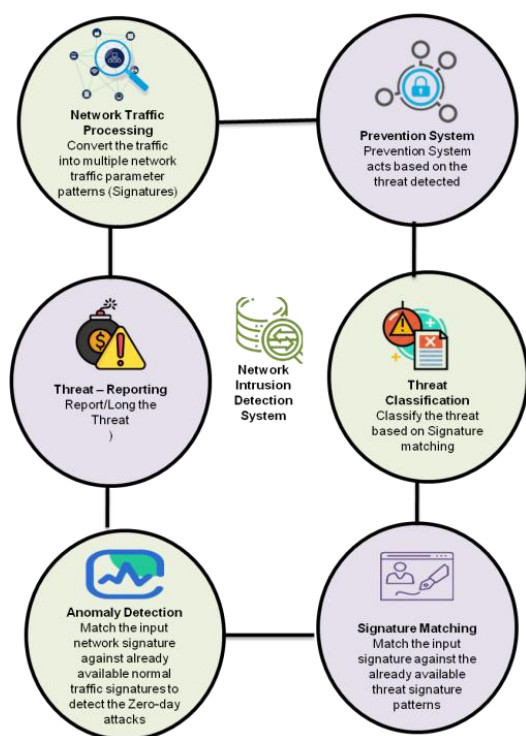 Network Traffic
Processing
Convert the traffic
into multiple network
traffic parameter
patterns (Signatures)
Prevention System
Prevention System
acts based on the
threat detected
Threat – Reporting
Report/Long the
Threat
)
Network
Intrusion
Detection
System
Threat
Classification
Classify the threat
based on Signature
matching
Anomaly Detection
Match the input
network signature
against already
available normal
traffic signatures to
detect the Zero-day
attacks
Signature Matching
Match the input
signature against the
already available
threat signature
patterns